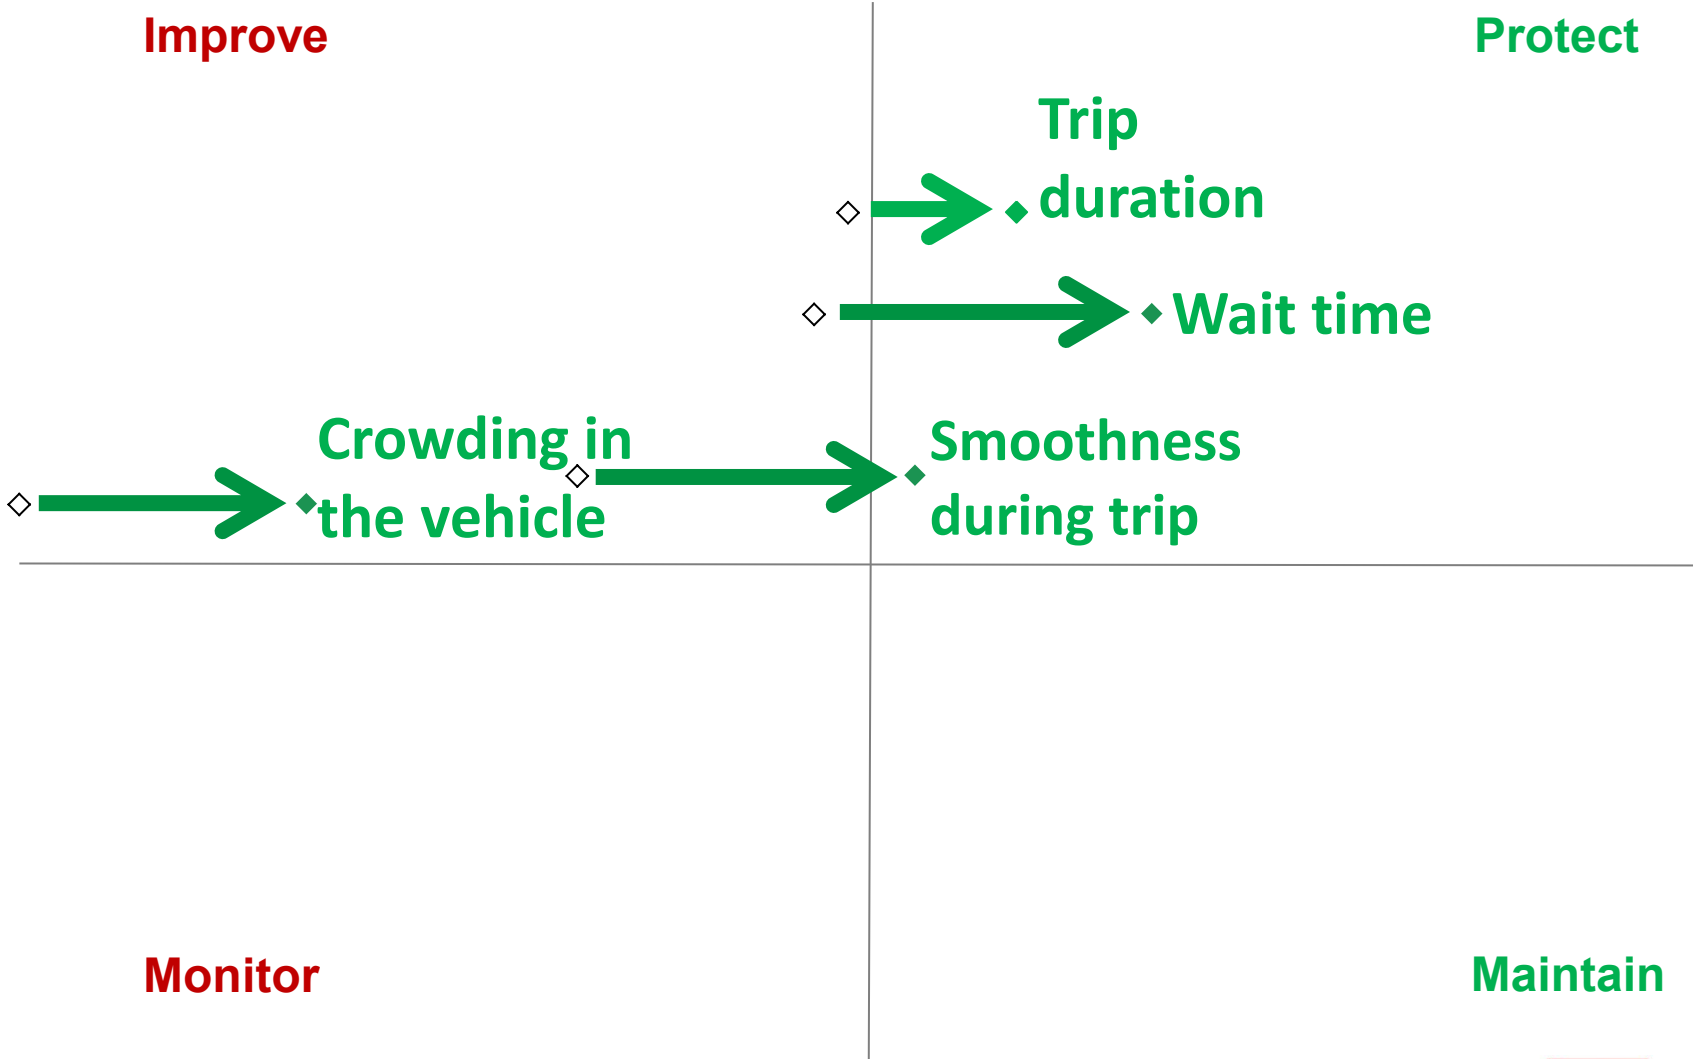 Improve
Protect
Trip
duration
Wait time
Crowding in
the vehicle
Smoothness
during trip
Monitor
Maintain